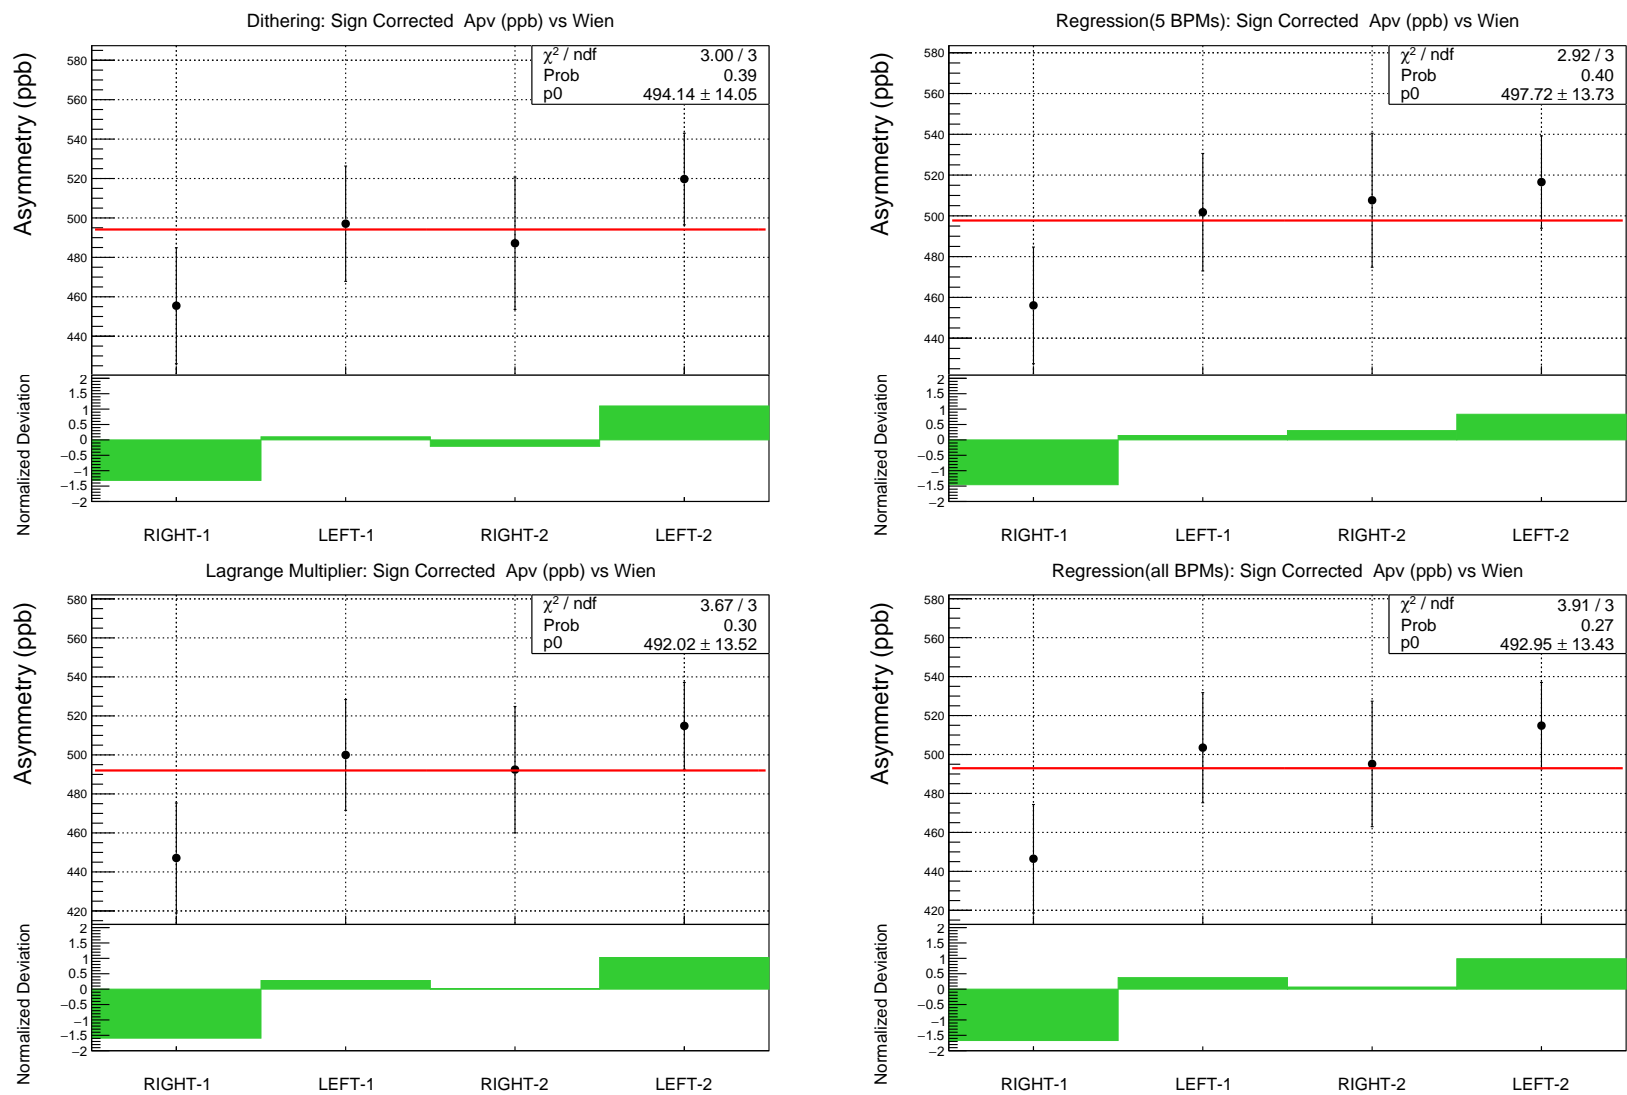 Dithering: Sign Corrected Apv (ppb) vs Wien
Asymmetry (ppb)
580
560
540
520
500
480
460
440
χ² / ndf 3.00 / 3
Prob 0.39
p0 494.14 ± 14.05
Normalized Deviation
2
1.5
1
0.5
0
−0.5
−1
−1.5
−2
RIGHT-1 LEFT-1 RIGHT-2 LEFT-2
Regression(5 BPMs): Sign Corrected Apv (ppb) vs Wien
Asymmetry (ppb)
580
560
540
520
500
480
460
440
χ² / ndf 2.92 / 3
Prob 0.40
p0 497.72 ± 13.73
Normalized Deviation
2
1.5
1
0.5
0
−0.5
−1
−1.5
−2
RIGHT-1 LEFT-1 RIGHT-2 LEFT-2
Lagrange Multiplier: Sign Corrected Apv (ppb) vs Wien
Asymmetry (ppb)
580
560
540
520
500
480
460
440
420
χ² / ndf 3.67 / 3
Prob 0.30
p0 492.02 ± 13.52
Normalized Deviation
2
1.5
1
0.5
0
−0.5
−1
−1.5
−2
RIGHT-1 LEFT-1 RIGHT-2 LEFT-2
Regression(all BPMs): Sign Corrected Apv (ppb) vs Wien
Asymmetry (ppb)
580
560
540
520
500
480
460
440
420
χ² / ndf 3.91 / 3
Prob 0.27
p0 492.95 ± 13.43
Normalized Deviation
2
1.5
1
0.5
0
−0.5
−1
−1.5
−2
RIGHT-1 LEFT-1 RIGHT-2 LEFT-2